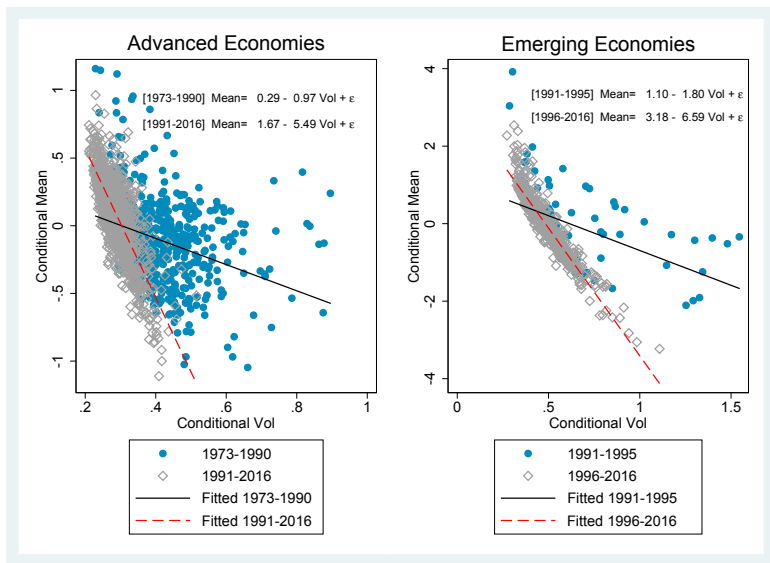 Advanced Economies
[1973-1990] Mean= 0.29 - 0.97 Vol + ε
[1991-2016] Mean= 1.67 - 5.49 Vol + ε
Conditional Mean
1
.5
0
-.5
-1
.2 .4 .6 .8 1
Conditional Vol
1973-1990
1991-2016
Fitted 1973-1990
Fitted 1991-2016
Emerging Economies
[1991-1995] Mean= 1.10 - 1.80 Vol + ε
[1996-2016] Mean= 3.18 - 6.59 Vol + ε
Conditional Mean
4
2
0
-2
-4
0 .5 1 1.5
Conditional Vol
1991-1995
1996-2016
Fitted 1991-1995
Fitted 1996-2016